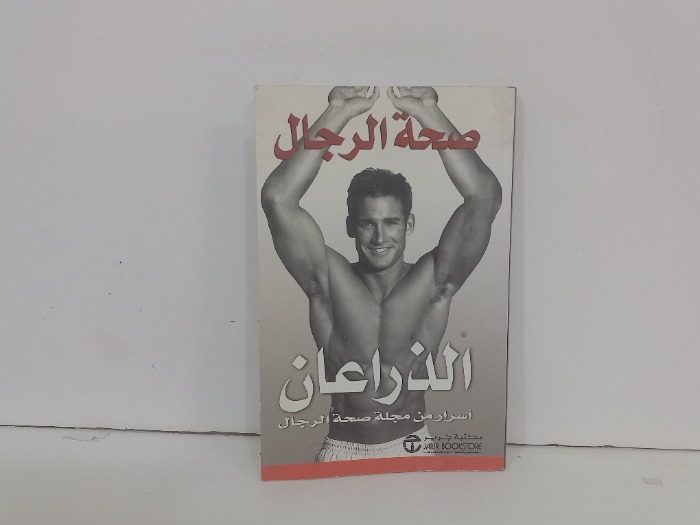 صحة الرجال
الذراعان
أسرار من مجلة صحة الرجال
مكتبة جرير
JARIR BOOKSTORE